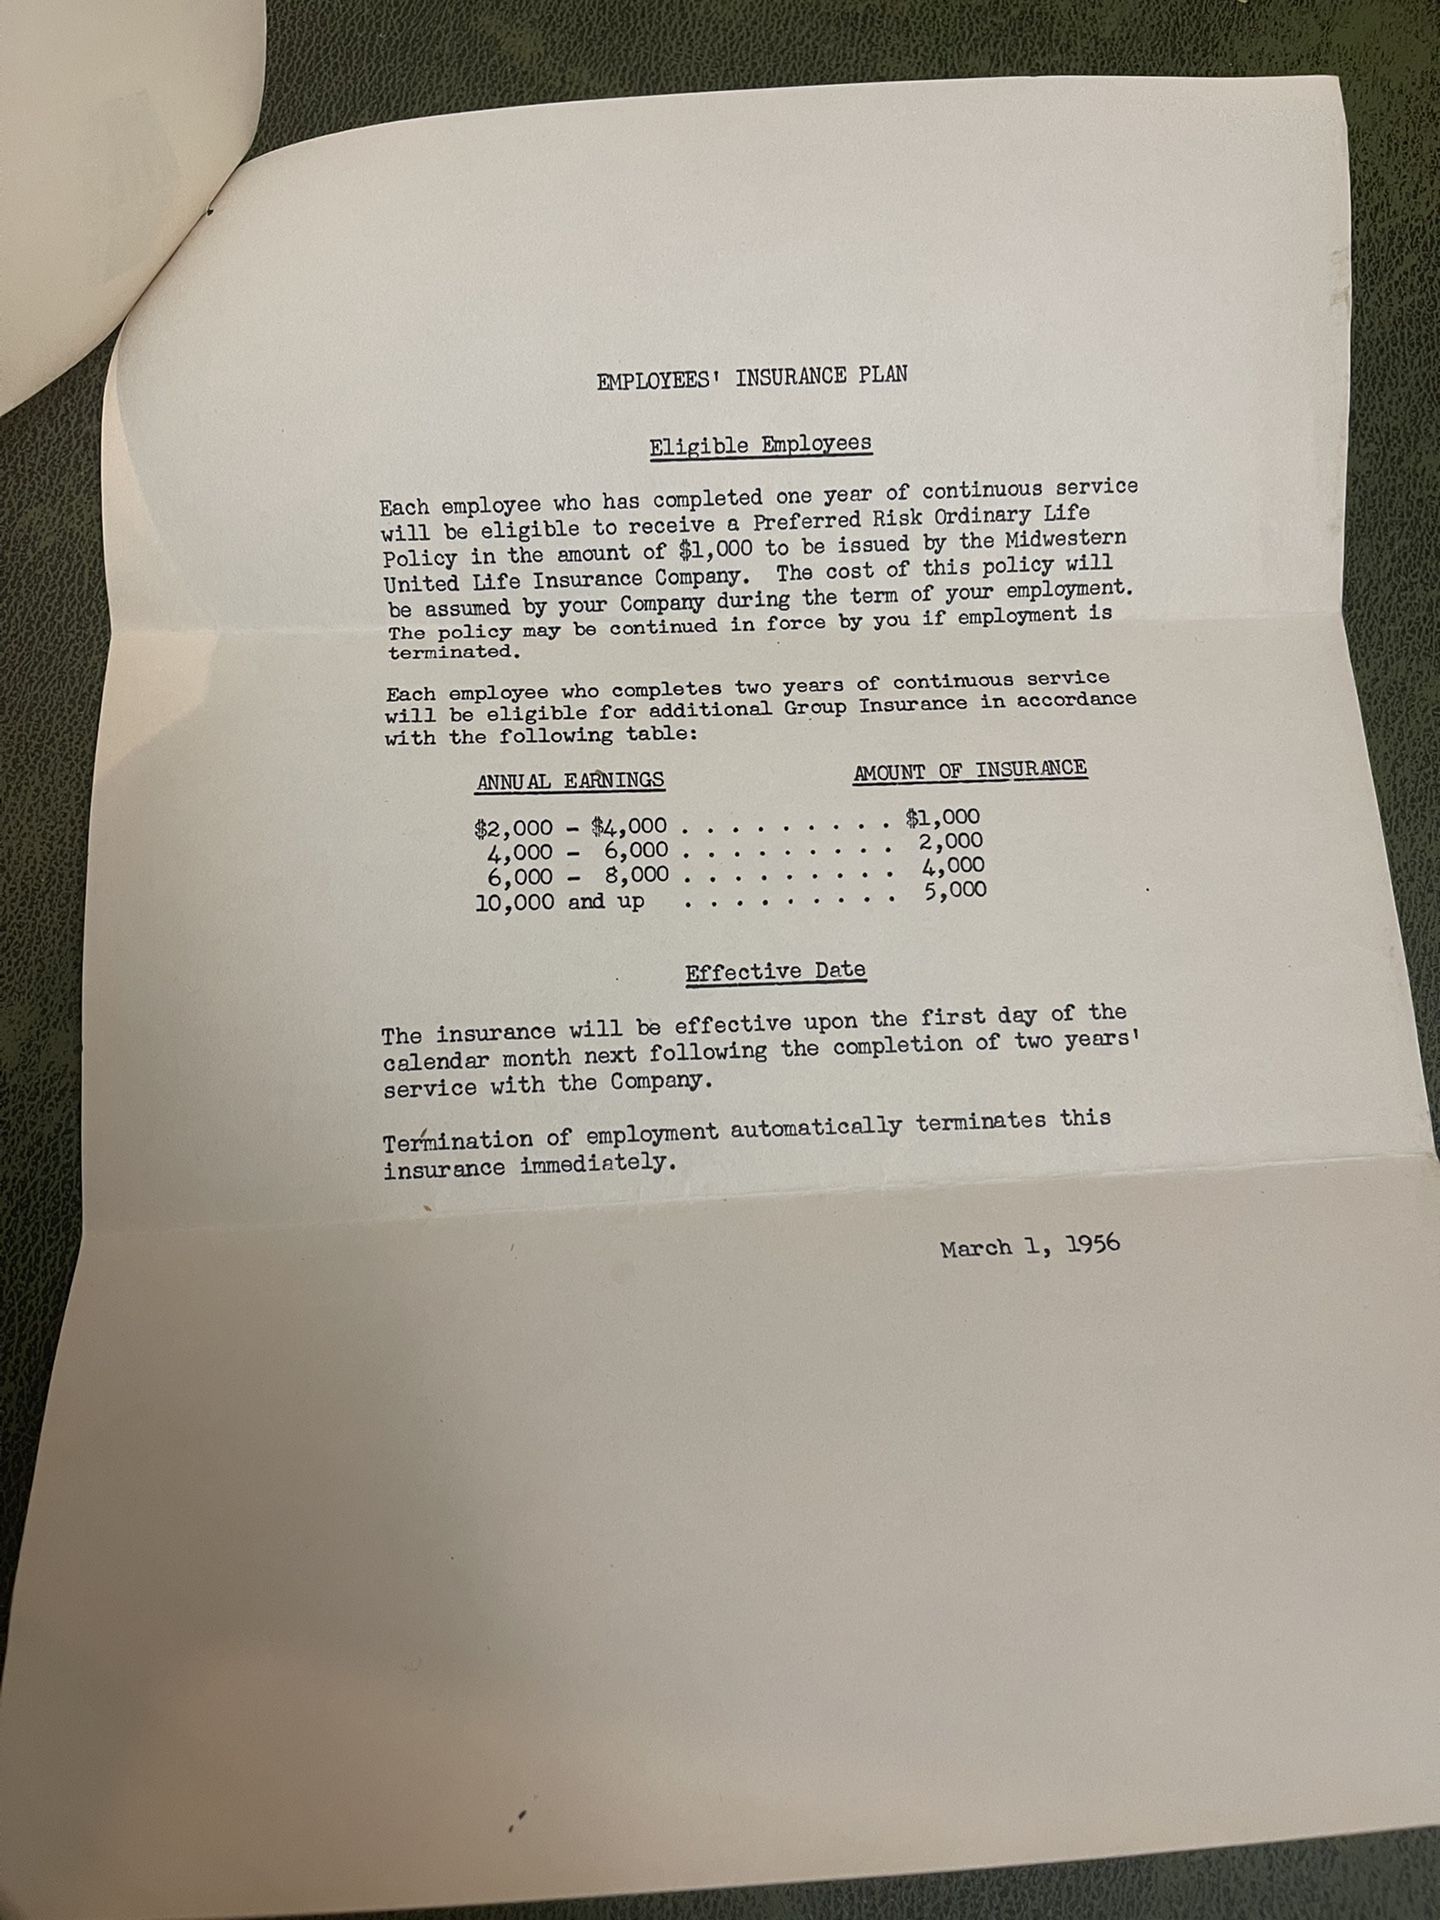 EMPLOYEES' INSURANCE PLAN
Eligible Employees
Each employee who has completed one year of continuous service
will be eligible to receive a Preferred Risk Ordinary Life
Policy in the amount of $1,000 to be issued by the Midwestern
United Life Insurance Company. The cost of this policy will
be assumed by your Company during the term of your employment.
The policy may be continued in force by you if employment is
terminated.
Each employee who completes two years of continuous service
will be eligible for additional Group Insurance in accordance
with the following table:
ANNUAL EARNINGS AMOUNT OF INSURANCE
$2,000 - $4,000 . . . . . . . . . $1,000
4,000 - 6,000 . . . . . . . . . 2,000
6,000 - 8,000 . . . . . . . . . 4,000
10,000 and up . . . . . . . . . 5,000
Effective Date
The insurance will be effective upon the first day of the
calendar month next following the completion of two years'
service with the Company.
Termination of employment automatically terminates this
insurance immediately.
March 1, 1956